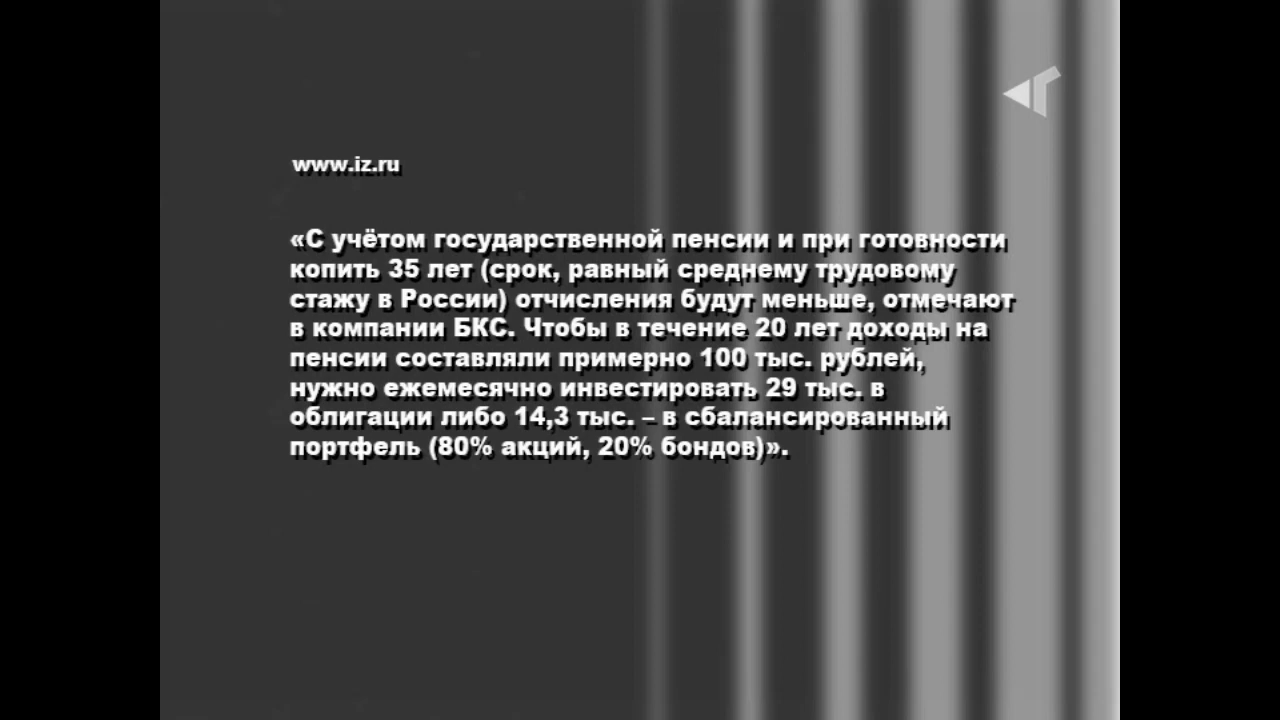 www.iz.ru
«С учётом государственной пенсии и при готовности
копить 35 лет (срок, равный среднему трудовому
стажу в России) отчисления будут меньше, отмечают
в компании БКС. Чтобы в течение 20 лет доходы на
пенсии составляли примерно 100 тыс. рублей,
нужно ежемесячно инвестировать 29 тыс. в
облигации либо 14,3 тыс. – в сбалансированный
портфель (80% акций, 20% бондов)».